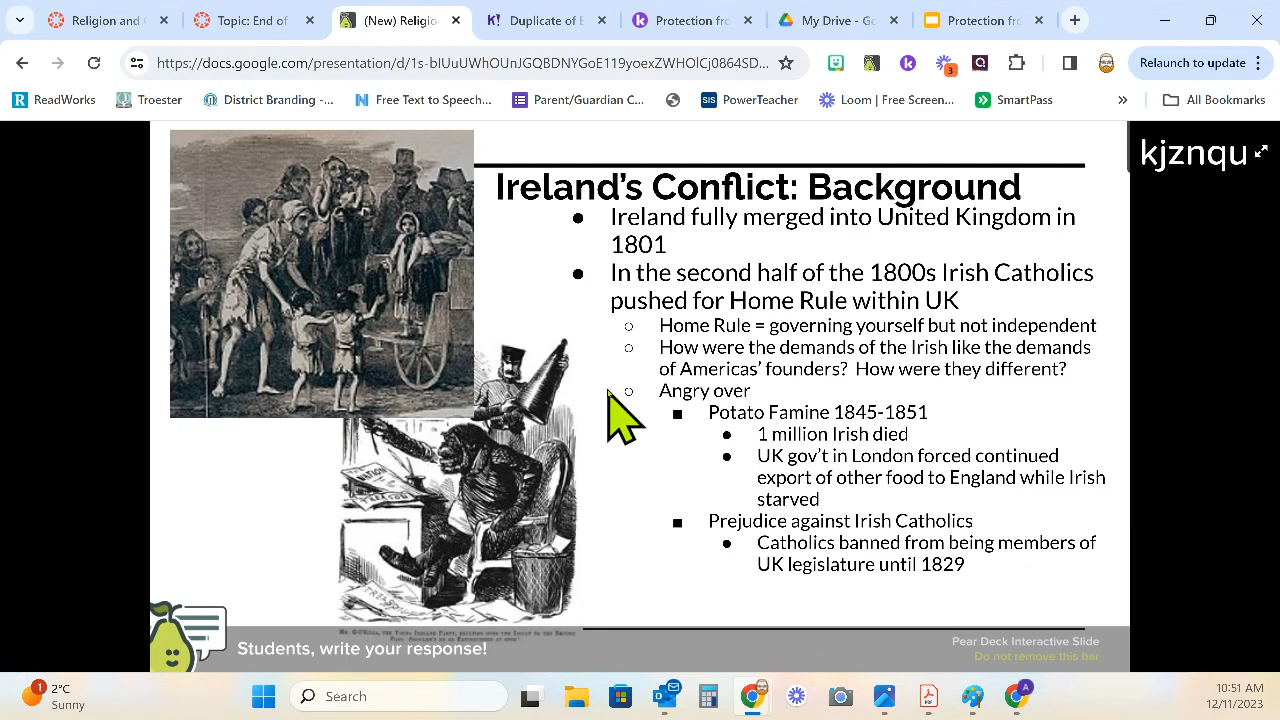 Religion and
Topic: End of
(New) Religio
Duplicate of E
Protection fro
My Drive - Go
Protection fro
https://docs.google.com/presentation/d/1s-bIUuUWhOUnJGQBDNYGoE119yoexZWHOlCj0864SD...
3
Relaunch to update
ReadWorks
Troester
District Branding -...
Free Text to Speech...
Parent/Guardian C...
SIS
PowerTeacher
Loom | Free Screen...
SmartPass
»
All Bookmarks
kjznqu
Ireland's Conflict: Background
● Ireland fully merged into United Kingdom in
1801
● In the second half of the 1800s Irish Catholics
pushed for Home Rule within UK
○ Home Rule = governing yourself but not independent
○ How were the demands of the Irish like the demands
of Americas' founders? How were they different?
○ Angry over
■ Potato Famine 1845-1851
● 1 million Irish died
● UK gov't in London forced continued
export of other food to England while Irish
starved
■ Prejudice against Irish Catholics
● Catholics banned from being members of
UK legislature until 1829
Students, write your response!
Pear Deck Interactive Slide
Do not remove this bar
1
2°C
Sunny
Search
A
10:51 AM
12/11/2023